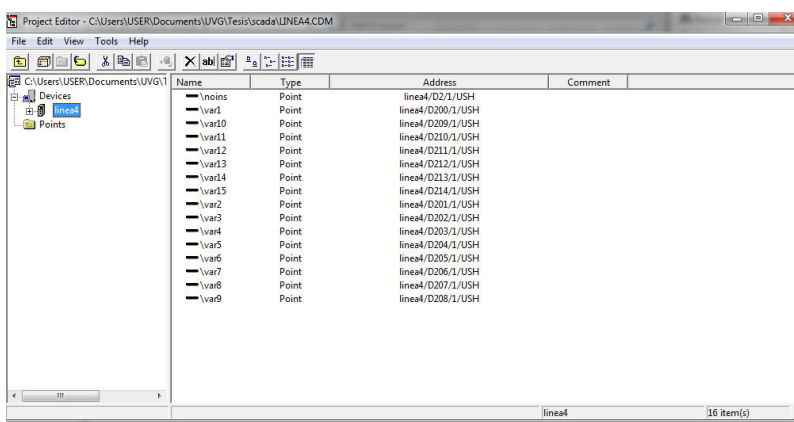 Project Editor - C:\Users\USER\Documents\UVG\Tesis\scada\LINEA4.CDM
File Edit View Tools Help
ab
C:\Users\USER\Documents\UVG\T
Devices
linea4
Points
Name Type Address Comment
\noins Point linea4/D2/1/USH
\var1 Point linea4/D200/1/USH
\var10 Point linea4/D209/1/USH
\var11 Point linea4/D210/1/USH
\var12 Point linea4/D211/1/USH
\var13 Point linea4/D212/1/USH
\var14 Point linea4/D213/1/USH
\var15 Point linea4/D214/1/USH
\var2 Point linea4/D201/1/USH
\var3 Point linea4/D202/1/USH
\var4 Point linea4/D203/1/USH
\var5 Point linea4/D204/1/USH
\var6 Point linea4/D205/1/USH
\var7 Point linea4/D206/1/USH
\var8 Point linea4/D207/1/USH
\var9 Point linea4/D208/1/USH
linea4 16 item(s)